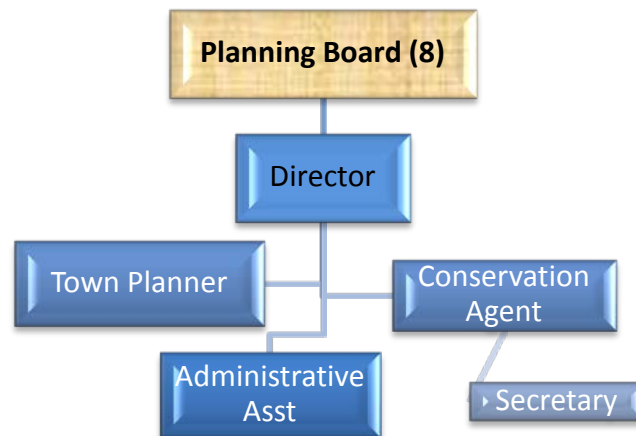 Planning Board (8)
Director
Town Planner
Conservation
Agent
Administrative
Asst
Secretary